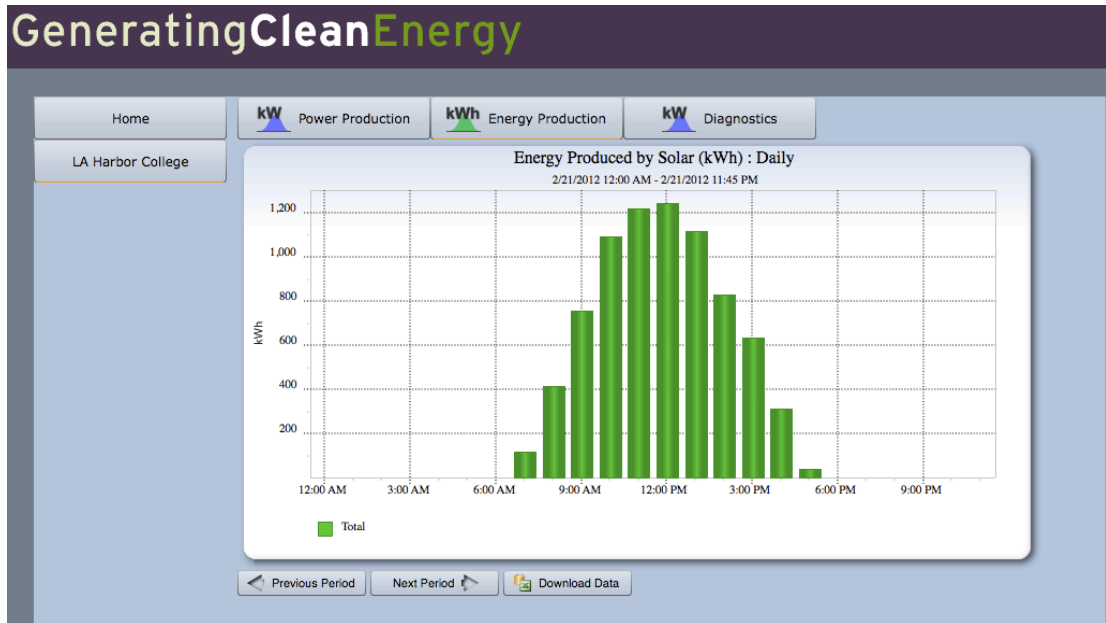 GeneratingCleanEnergy
Home
LA Harbor College
kW Power Production
kWh Energy Production
kW Diagnostics
Energy Produced by Solar (kWh) : Daily
2/21/2012 12:00 AM - 2/21/2012 11:45 PM
1,200
1,000
800
600
400
200
kWh
12:00 AM 3:00 AM 6:00 AM 9:00 AM 12:00 PM 3:00 PM 6:00 PM 9:00 PM
Total
Previous Period Next Period Download Data